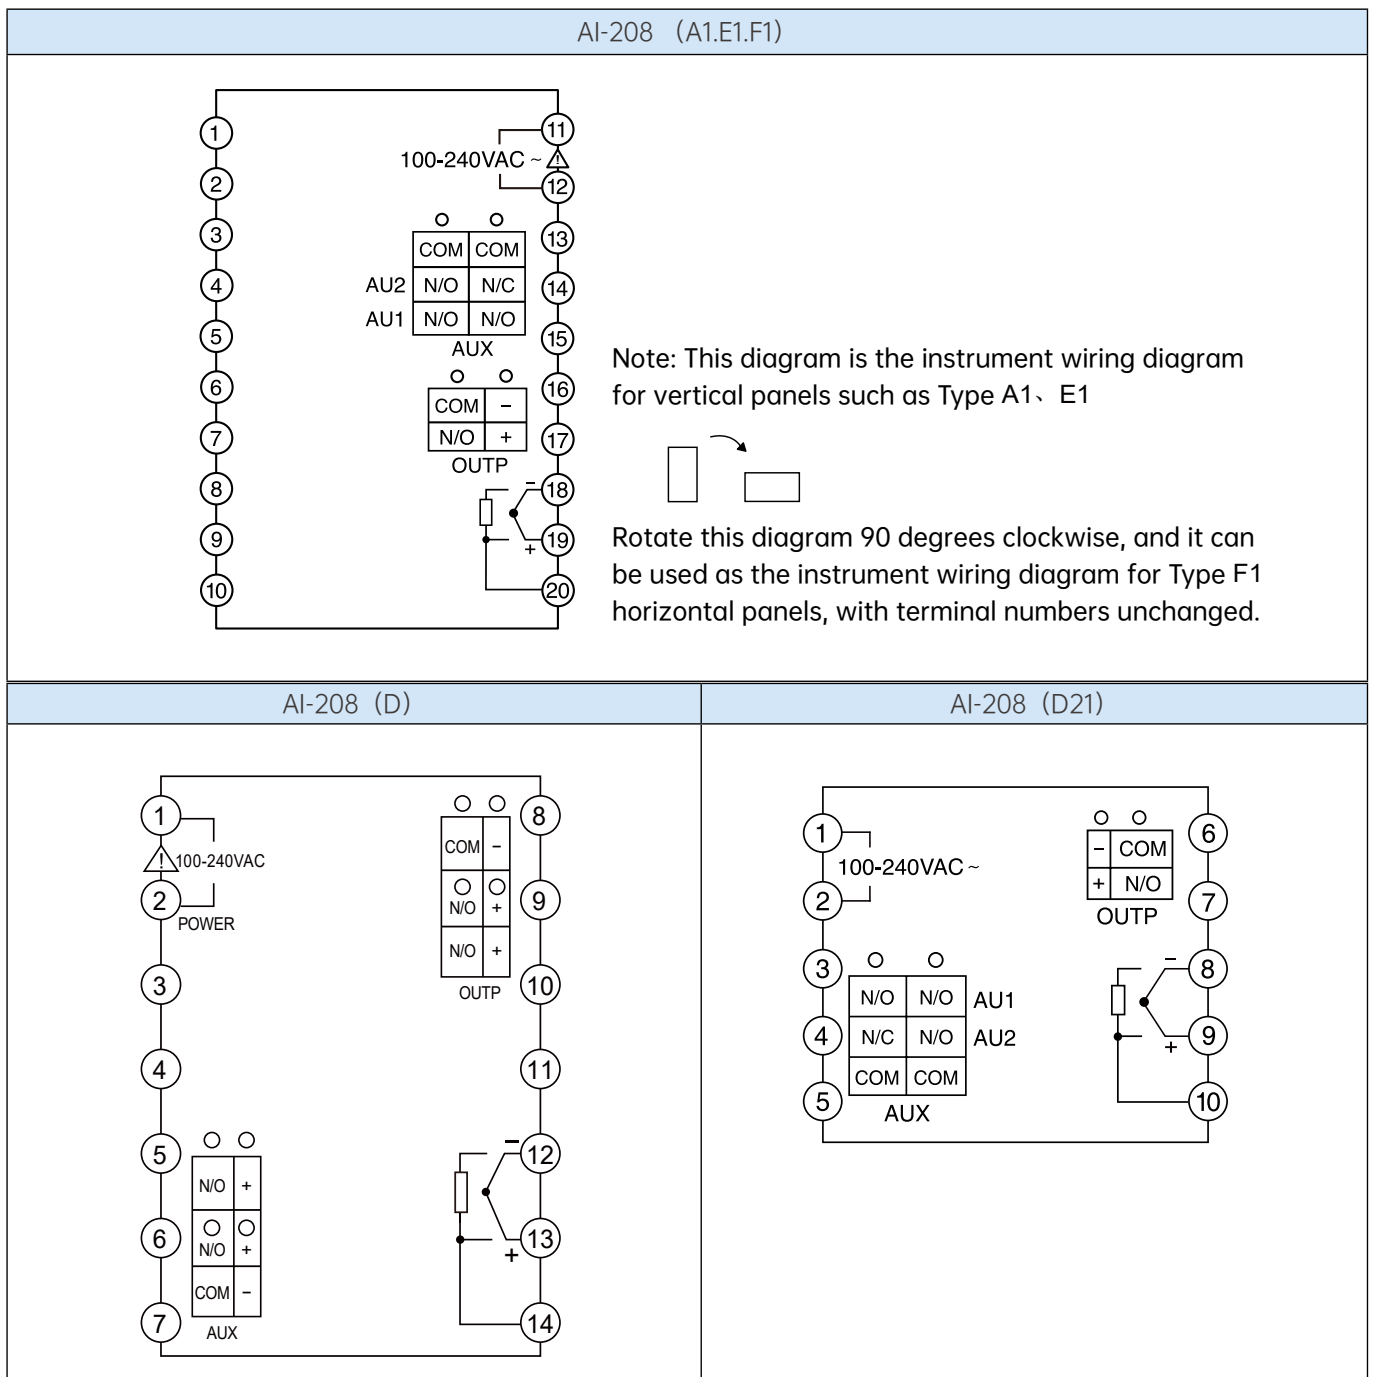 AI-208 （A1.E1.F1）
1
11
100-240VAC ~
2
12
3
COM COM
13
4
AU2 N/O N/C
14
AU1 N/O N/O
5
15
AUX
Note: This diagram is the instrument wiring diagram
for vertical panels such as Type A1、E1
6
16
COM -
7
N/O +
17
OUTP
8
-
18
9
+
19
Rotate this diagram 90 degrees clockwise, and it can
be used as the instrument wiring diagram for Type F1
horizontal panels, with terminal numbers unchanged.
10
20
AI-208（D）
1
8
COM -
100-240VAC
2
N/O +
9
POWER
N/O +
3
10
OUTP
4
11
5
-
12
N/O +
6
N/O +
13
+
COM -
7
14
AUX
AI-208（D21）
1
- COM
6
100-240VAC ~
+ N/O
2
7
OUTP
3
-
8
N/O N/O AU1
4
N/C N/O AU2
+
9
COM COM
5
10
AUX